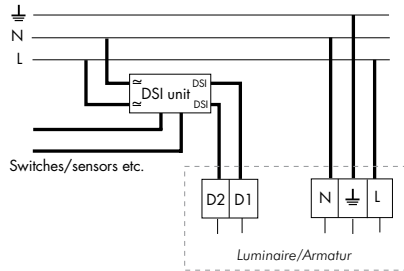 N
L
≃ DSI
DSI unit
≃ DSI
Switches/sensors etc.
D2 D1
N L
Luminaire/Armatur